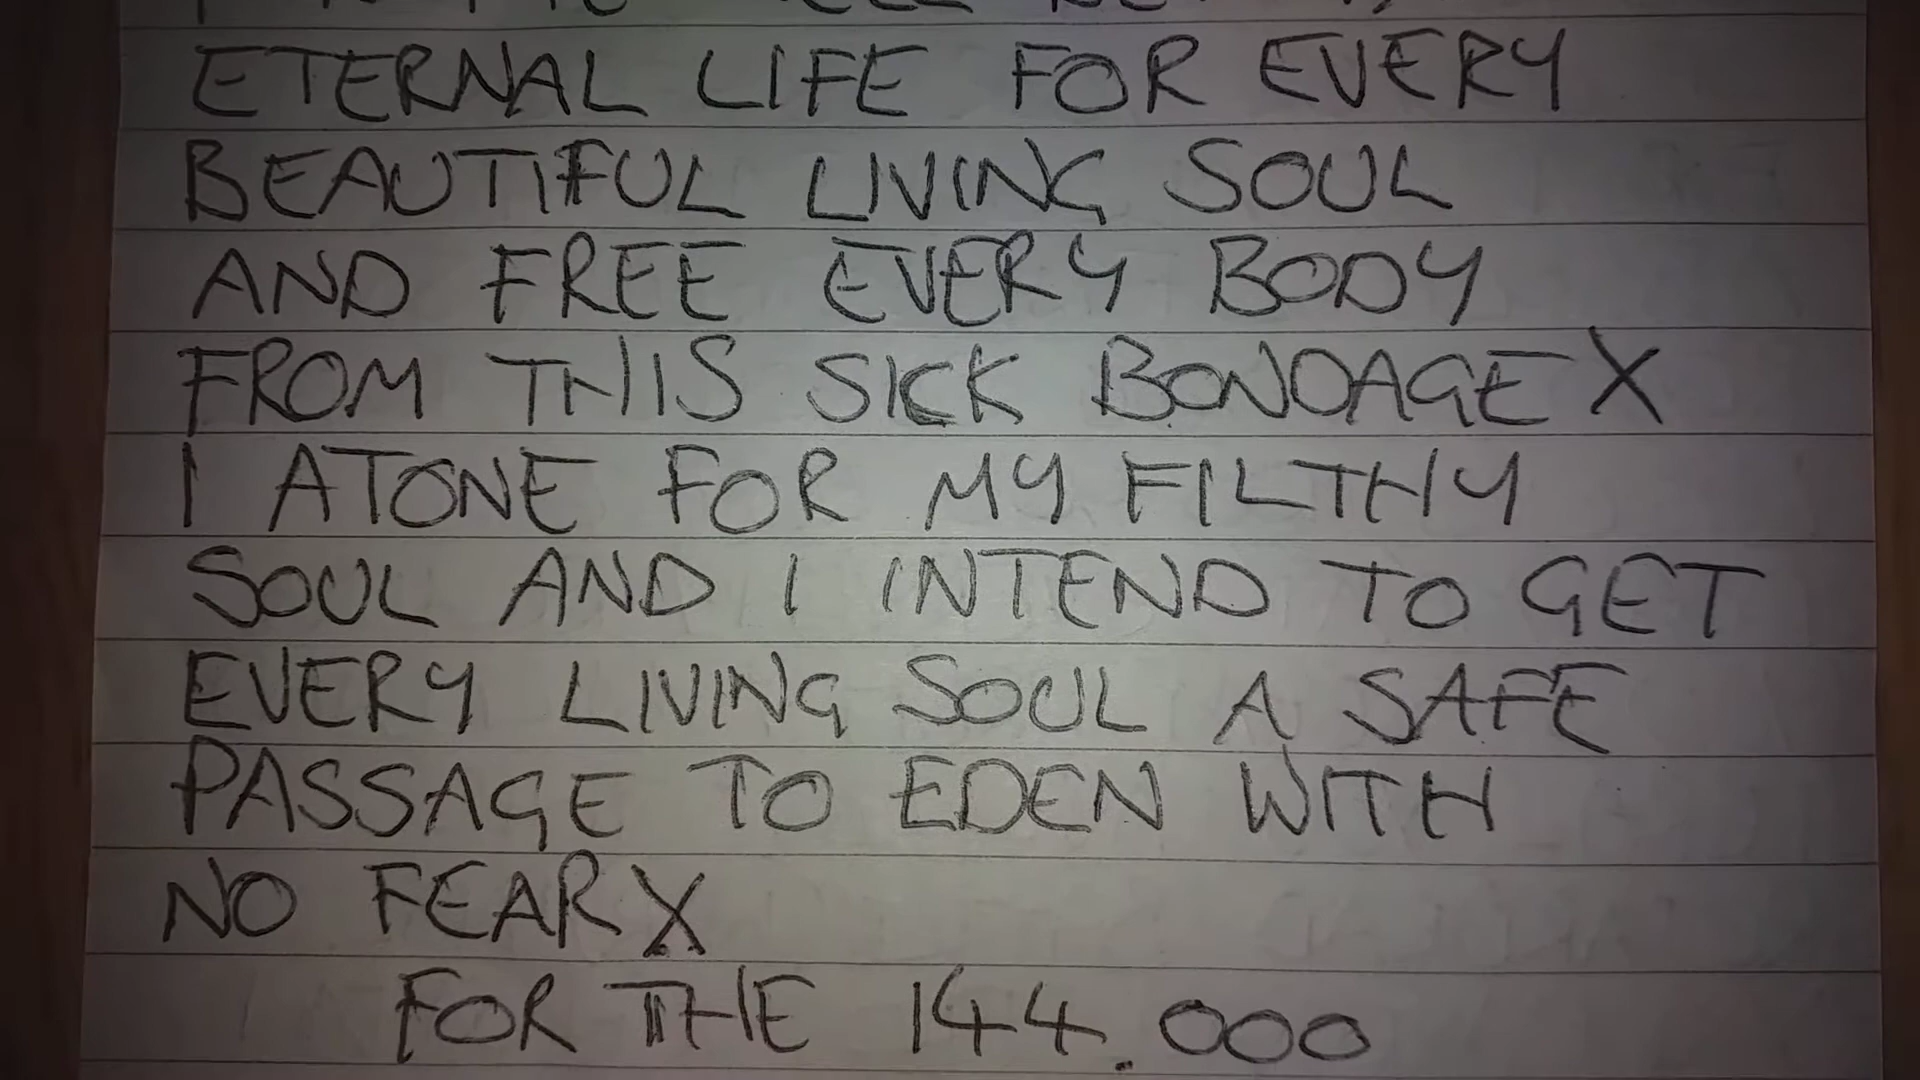 ETERNAL LIFE FOR EVERY
BEAUTIFUL LIVING SOUL
AND FREE EVERY BODY
FROM THIS SICK BONDAGE X
I ATONE FOR MY FILTHY
SOUL AND I INTEND TO GET
EVERY LIVING SOUL A SAFE
PASSAGE TO EDEN WITH
NO FEAR X
FOR THE 144.000